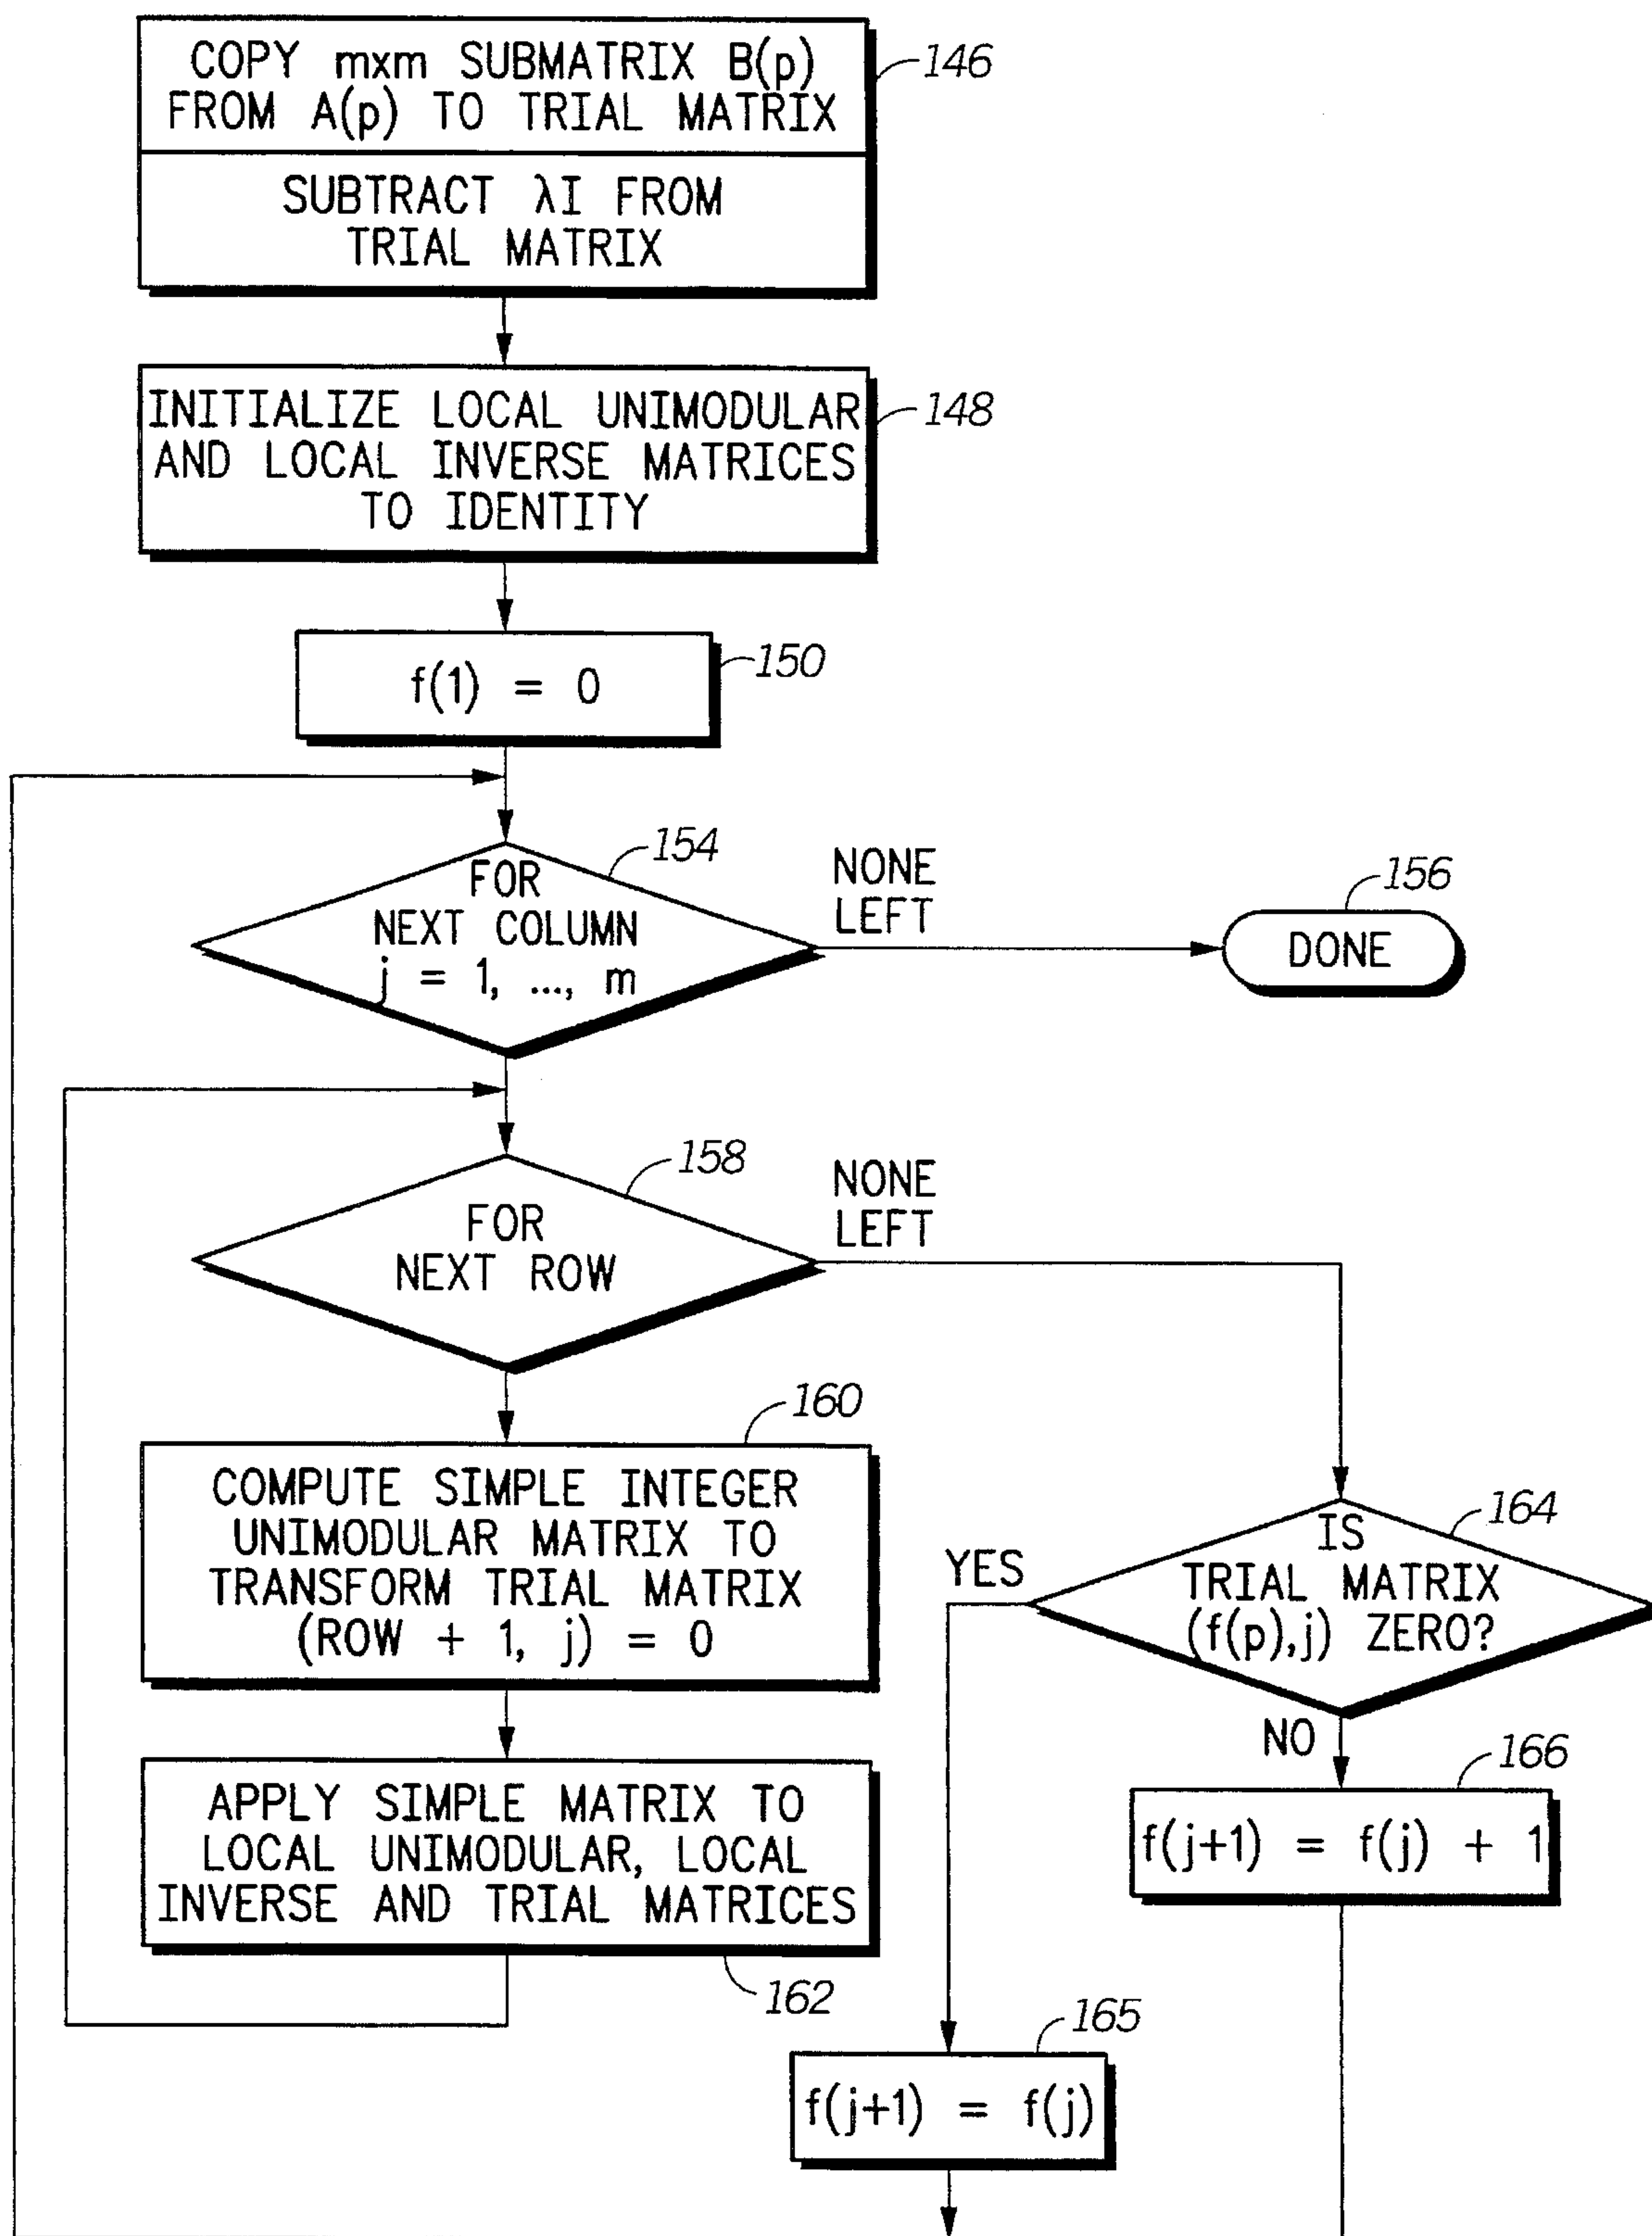 COPY mxm SUBMATRIX B(p)
FROM A(p) TO TRIAL MATRIX
146
SUBTRACT λI FROM
TRIAL MATRIX
INITIALIZE LOCAL UNIMODULAR
AND LOCAL INVERSE MATRICES
TO IDENTITY
148
f(1) = 0
150
FOR
NEXT COLUMN
j = 1, ..., m
154
NONE
LEFT
156
DONE
FOR
NEXT ROW
158
NONE
LEFT
160
COMPUTE SIMPLE INTEGER
UNIMODULAR MATRIX TO
TRANSFORM TRIAL MATRIX
(ROW + 1, j) = 0
164
IS
TRIAL MATRIX
(f(p),j) ZERO?
YES
NO
166
f(j+1) = f(j) + 1
APPLY SIMPLE MATRIX TO
LOCAL UNIMODULAR, LOCAL
INVERSE AND TRIAL MATRICES
162
165
f(j+1) = f(j)